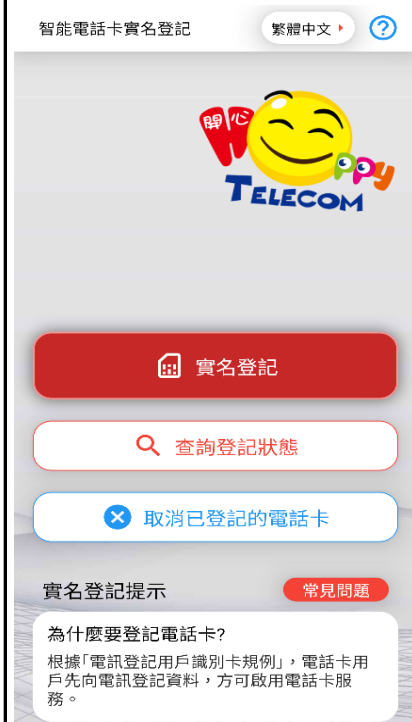 智能電話卡實名登記
繁體中文
開心
Happy
TELECOM
實名登記
查詢登記狀態
取消已登記的電話卡
實名登記提示
常見問題
為什麼要登記電話卡?
根據「電訊登記用戶識別卡規例」，電話卡用
戶先向電訊登記資料，方可啟用電話卡服
務。